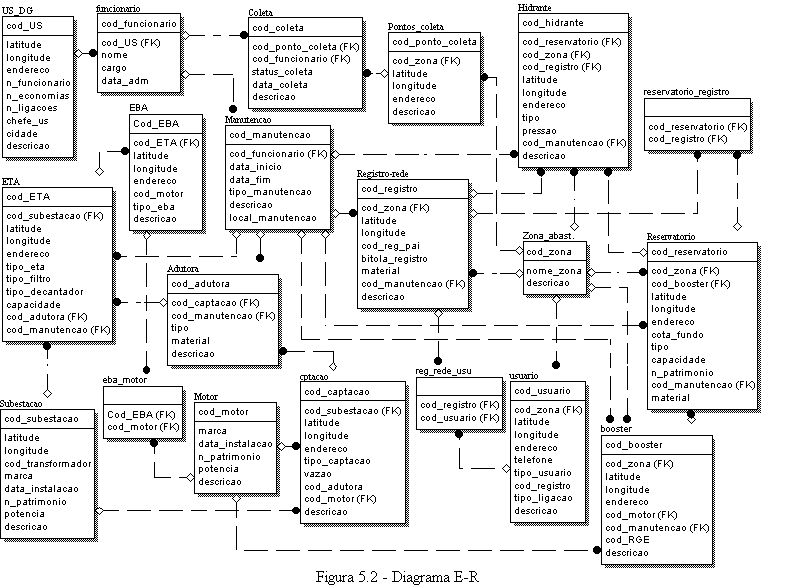 US_DG
cod_US
latitude
longitude
endereco
n_funcionario
n_economias
n_ligacoes
chefe_us
cidade
descricao
funcionario
cod_funcionario
cod_US (FK)
nome
cargo
data_adm
Coleta
cod_coleta
cod_ponto_coleta (FK)
cod_funcionario (FK)
status_coleta
data_coleta
descricao
Pontos_coleta
cod_ponto_coleta
cod_zona (FK)
latitude
longitude
endereco
descricao
Hidrante
cod_hidrante
cod_reservatorio (FK)
cod_zona (FK)
cod_registro (FK)
latitude
longitude
endereco
tipo
pressao
cod_manutencao (FK)
descricao
reservatorio_registro
cod_reservatorio (FK)
cod_registro (FK)
EBA
Cod_EBA
cod_ETA (FK)
latitude
longitude
endereco
cod_motor
tipo_eba
descricao
Manutencao
cod_manutencao
cod_funcionario (FK)
data_inicio
data_fim
tipo_manutencao
descricao
local_manutencao
ETA
cod_ETA
cod_subestacao (FK)
latitude
longitude
endereco
tipo_eta
tipo_filtro
tipo_decantador
capacidade
cod_adutora (FK)
cod_manutencao (FK)
Registro-rede
cod_registro
cod_zona (FK)
latitude
longitude
cod_reg_pai
bitola_registro
material
cod_manutencao (FK)
descricao
Zona_abast.
cod_zona
nome_zona
descricao
Reservatorio
cod_reservatorio
cod_zona (FK)
cod_booster (FK)
latitude
longitude
endereco
cota_fundo
tipo
capacidade
n_patrimonio
cod_manutencao (FK)
material
Adutora
cod_adutora
cod_captacao (FK)
cod_manutencao (FK)
tipo
material
descricao
Subestacao
cod_subestacao
latitude
longitude
cod_transformador
marca
data_instalacao
n_patrimonio
potencia
descricao
eba_motor
Cod_EBA (FK)
cod_motor (FK)
Motor
cod_motor
marca
data_instalacao
n_patrimonio
potencia
descricao
cptacao
cod_captacao
cod_subestacao (FK)
latitude
longitude
endereco
tipo_captacao
vazao
cod_adutora
cod_motor (FK)
descricao
reg_rede_usu
cod_registro (FK)
cod_usuario (FK)
usuario
cod_usuario
cod_zona (FK)
latitude
longitude
endereco
telefone
tipo_usuario
cod_registro
tipo_ligacao
descricao
booster
cod_booster
cod_zona (FK)
latitude
longitude
endereco
cod_motor (FK)
cod_manutencao (FK)
cod_RGE
descricao
Figura 5.2 - Diagrama E-R